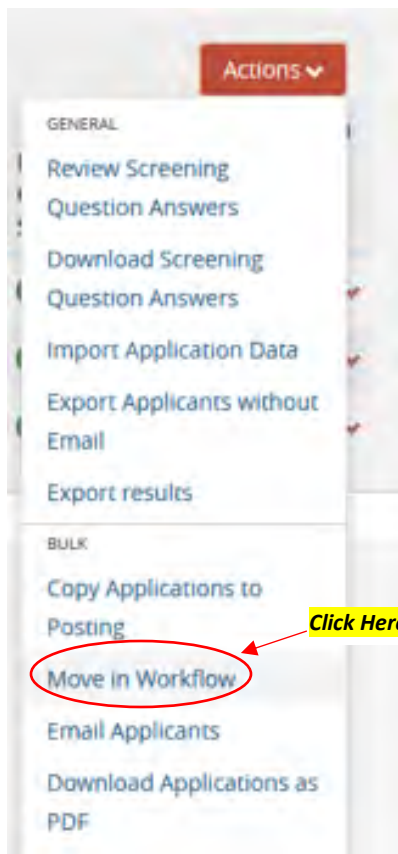 Actions
GENERAL
Review Screening
Question Answers
Download Screening
Question Answers
Import Application Data
Export Applicants without
Email
Export results
BULK
Copy Applications to
Posting
Click Here
Move in Workflow
Email Applicants
Download Applications as
PDF